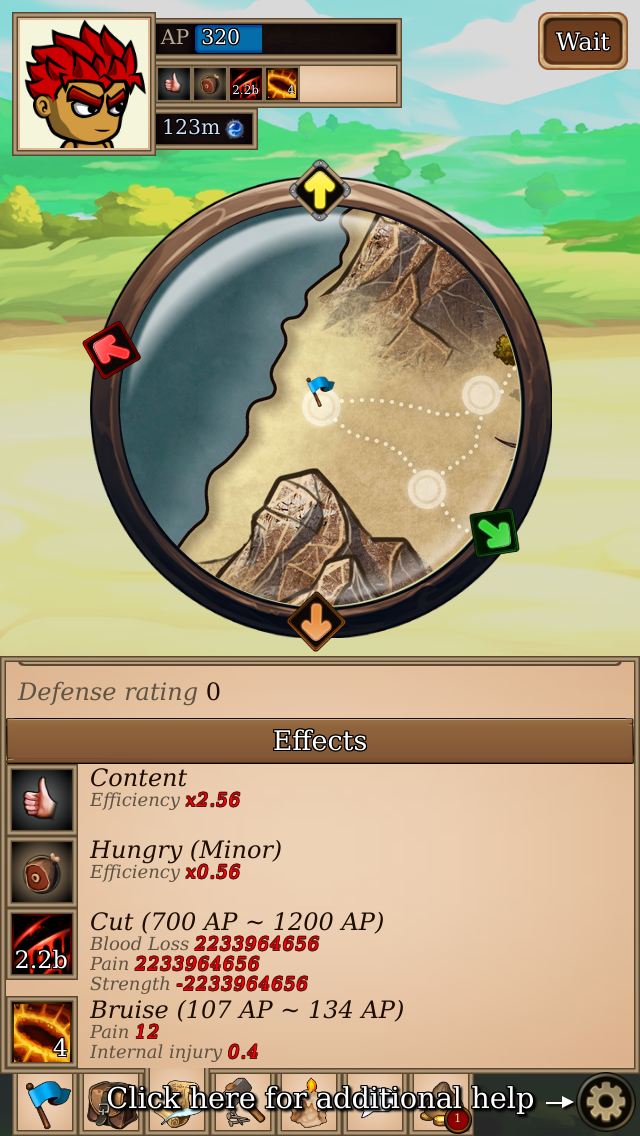 AP 320
Wait
2.2b 4
123m
Defense rating 0
Effects
Content
Efficiency x2.56
Hungry (Minor)
Efficiency x0.56
Cut (700 AP ~ 1200 AP)
Blood Loss 2233964656
2.2b
Pain 2233964656
Strength -2233964656
Bruise (107 AP ~ 134 AP)
Pain 12
4
Internal injury 0.4
Click here for additional help →
1